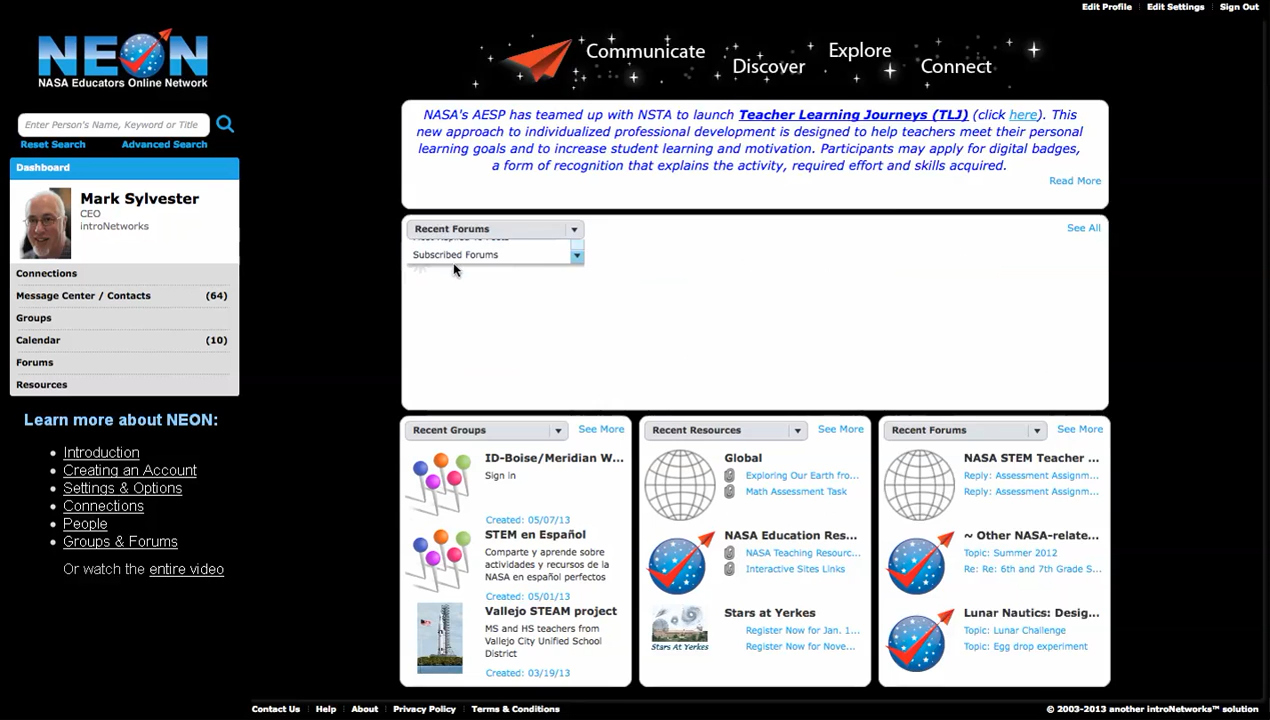 Edit Profile
Edit Settings
Sign Out
NEON
NASA Educators Online Network
Communicate
Discover
Explore
Connect
Enter Person's Name, Keyword or Title
Reset Search
Advanced Search
Dashboard
Mark Sylvester
CEO
introNetworks
Connections
Message Center / Contacts (64)
Groups
Calendar (10)
Forums
Resources
Learn more about NEON:
Introduction
Creating an Account
Settings & Options
Connections
People
Groups & Forums
Or watch the entire video
NASA's AESP has teamed up with NSTA to launch Teacher Learning Journeys (TLJ) (click here). This
new approach to individualized professional development is designed to help teachers meet their personal
learning goals and to increase student learning and motivation. Participants may apply for digital badges,
a form of recognition that explains the activity, required effort and skills acquired.
Read More
Recent Forums
See All
Subscribed Forums
Recent Groups
See More
ID-Boise/Meridian W...
Sign in
Created: 05/07/13
STEM en Español
Comparte y aprende sobre
actividades y recursos de la
NASA en español perfectos
Created: 05/01/13
Vallejo STEAM project
MS and HS teachers from
Vallejo City Unified School
District
Created: 03/19/13
Recent Resources
See More
Global
Exploring Our Earth fro...
Math Assessment Task
NASA Education Res...
NASA Teaching Resourc...
Interactive Sites Links
Stars At Yerkes
Stars at Yerkes
Register Now for Jan. 1...
Register Now for Nove...
Recent Forums
See More
NASA STEM Teacher ...
Reply: Assessment Assignm...
Reply: Assessment Assignm...
~ Other NASA-relate...
Topic: Summer 2012
Re: Re: 6th and 7th Grade S...
Lunar Nautics: Desig...
Topic: Lunar Challenge
Topic: Egg drop experiment
Contact Us
Help
About
Privacy Policy
Terms & Conditions
© 2003-2013 another introNetworks™ solution